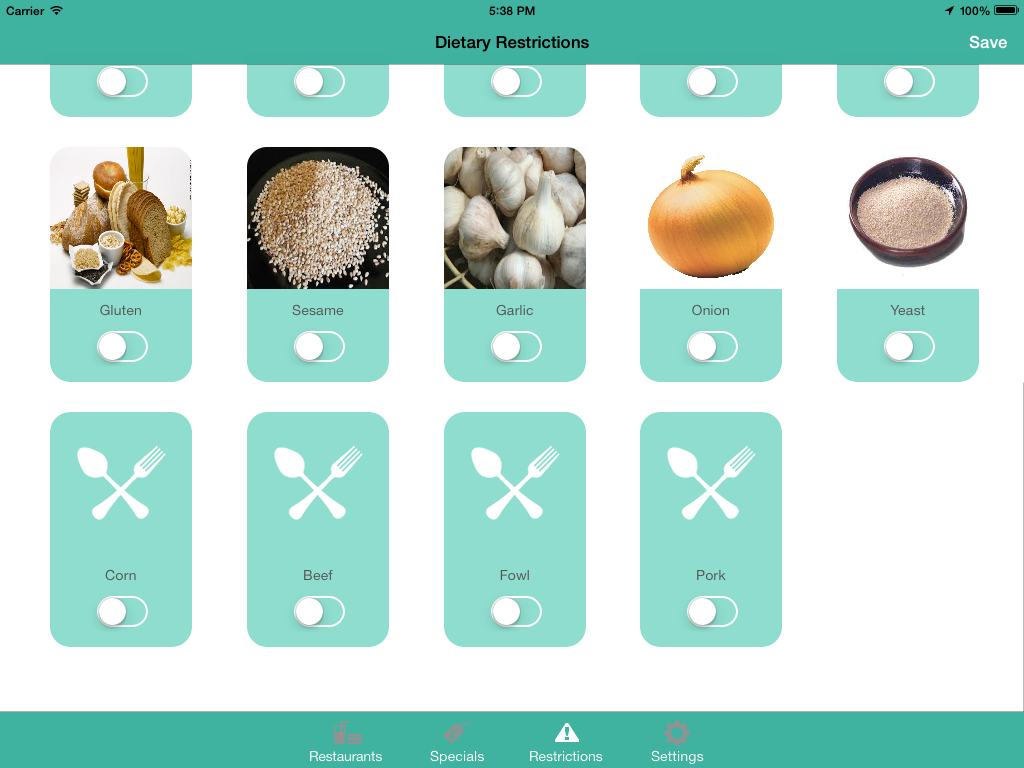 Carrier 5:38 PM 100%
Dietary Restrictions Save
Gluten Sesame Garlic Onion Yeast
Corn Beef Fowl Pork
Restaurants Specials Restrictions Settings